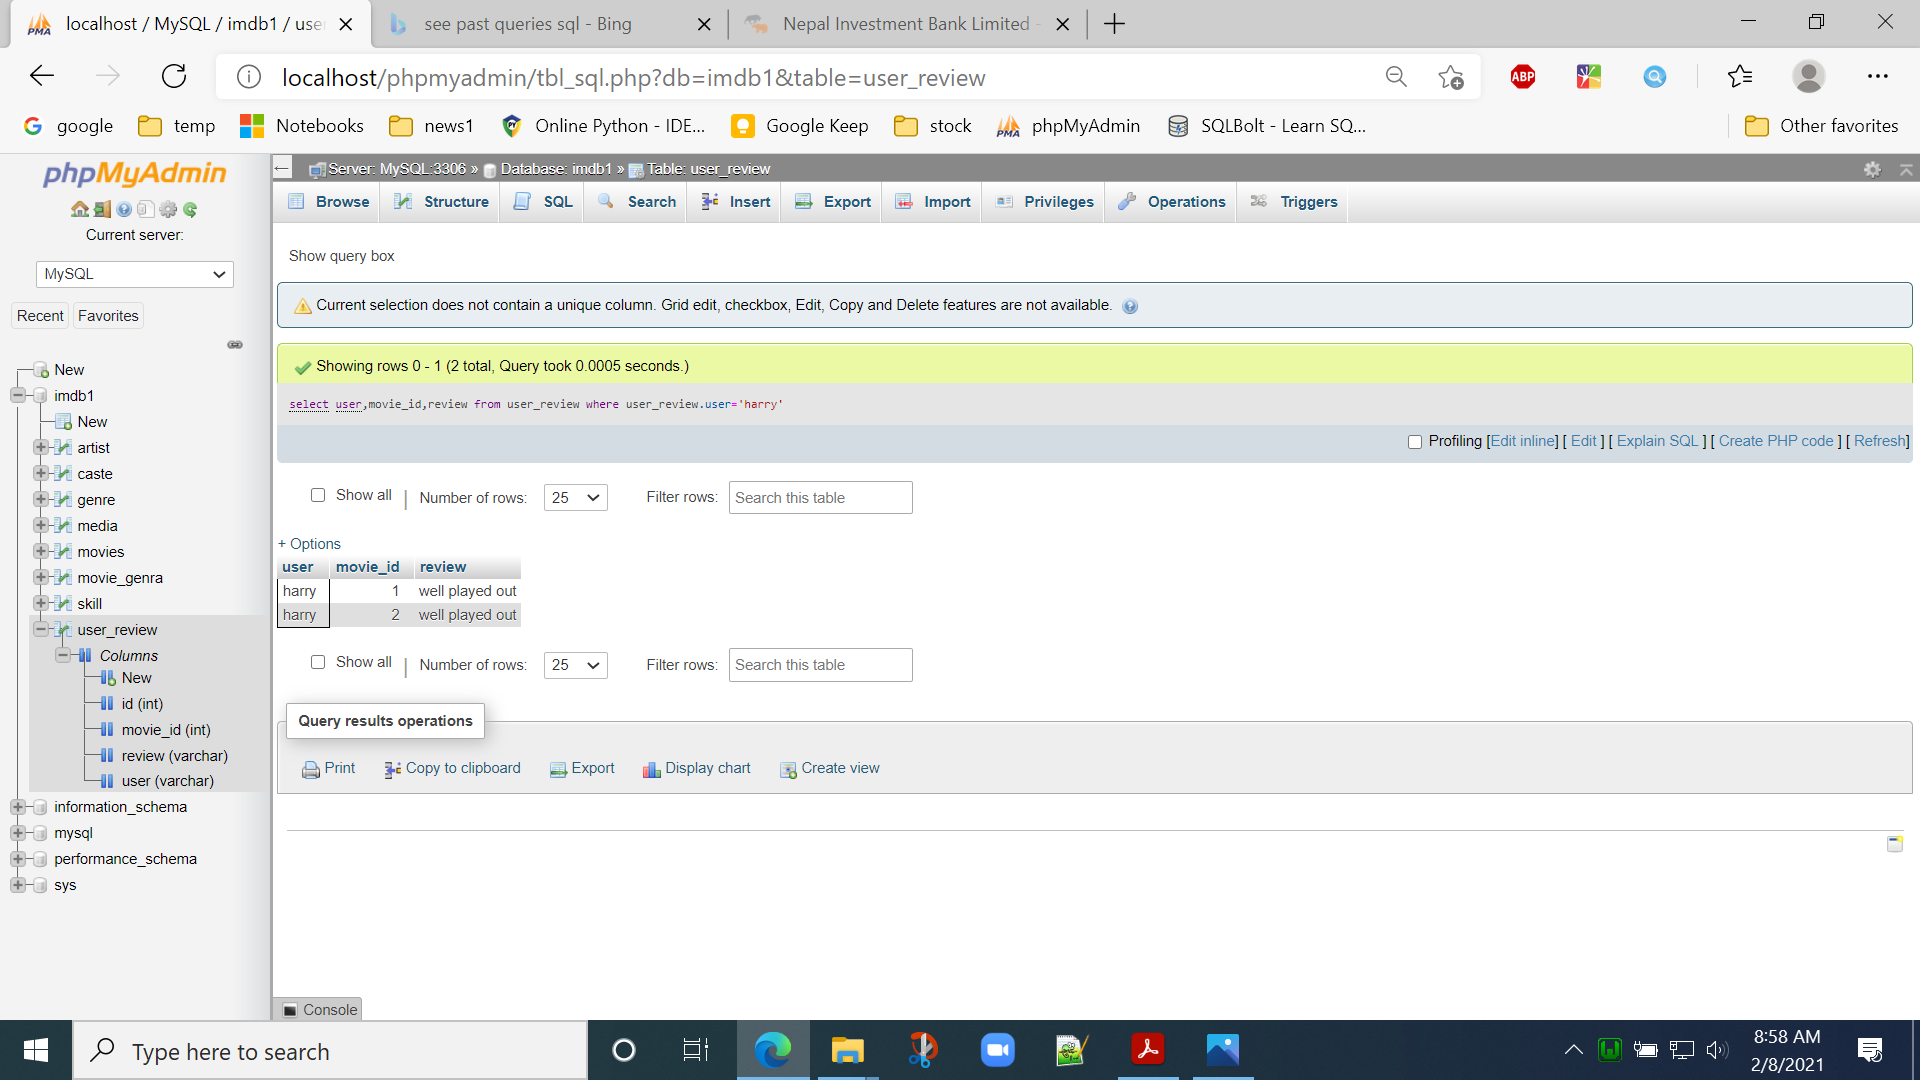 localhost / MySQL / imdb1 / use
see past queries sql - Bing
Nepal Investment Bank Limited -
localhost/phpmyadmin/tbl_sql.php?db=imdb1&table=user_review
ABP
google
temp
Notebooks
news1
Online Python - IDE...
Google Keep
stock
phpMyAdmin
SQLBolt - Learn SQ...
Other favorites
phpMyAdmin
Current server:
MySQL
Recent
Favorites
New
imdb1
New
artist
caste
genre
media
movies
movie_genra
skill
user_review
Columns
New
id (int)
movie_id (int)
review (varchar)
user (varchar)
information_schema
mysql
performance_schema
sys
Server: MySQL:3306 » Database: imdb1 » Table: user_review
Browse
Structure
SQL
Search
Insert
Export
Import
Privileges
Operations
Triggers
Show query box
Current selection does not contain a unique column. Grid edit, checkbox, Edit, Copy and Delete features are not available.
Showing rows 0 - 1 (2 total, Query took 0.0005 seconds.)
select user,movie_id,review from user_review where user_review.user='harry'
Profiling [Edit inline] [ Edit ] [ Explain SQL ] [ Create PHP code ] [ Refresh]
Show all | Number of rows: 25 Filter rows: Search this table
+ Options
user movie_id review
harry 1 well played out
harry 2 well played out
Show all | Number of rows: 25 Filter rows: Search this table
Query results operations
Print
Copy to clipboard
Export
Display chart
Create view
Console
Type here to search
8:58 AM
2/8/2021